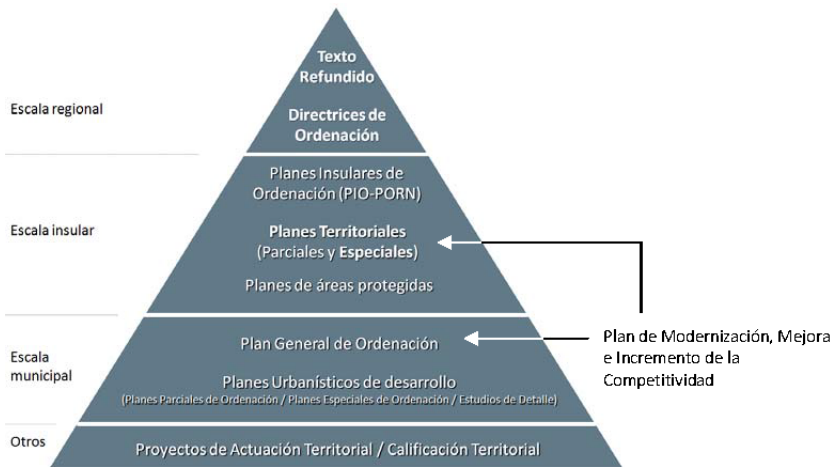 Texto
Refundido
Escala regional
Directrices de
Ordenación
Planes Insulares de
Ordenación (PIO-PORN)
Escala insular
Planes Territoriales
(Parciales y Especiales)
Planes de áreas protegidas
Plan General de Ordenación
Plan de Modernización, Mejora
e Incremento de la
Competitividad
Escala
municipal
Planes Urbanísticos de desarrollo
(Planes Parciales de Ordenación / Planes Especiales de Ordenación / Estudios de Detalle)
Otros
Proyectos de Actuación Territorial / Calificación Territorial